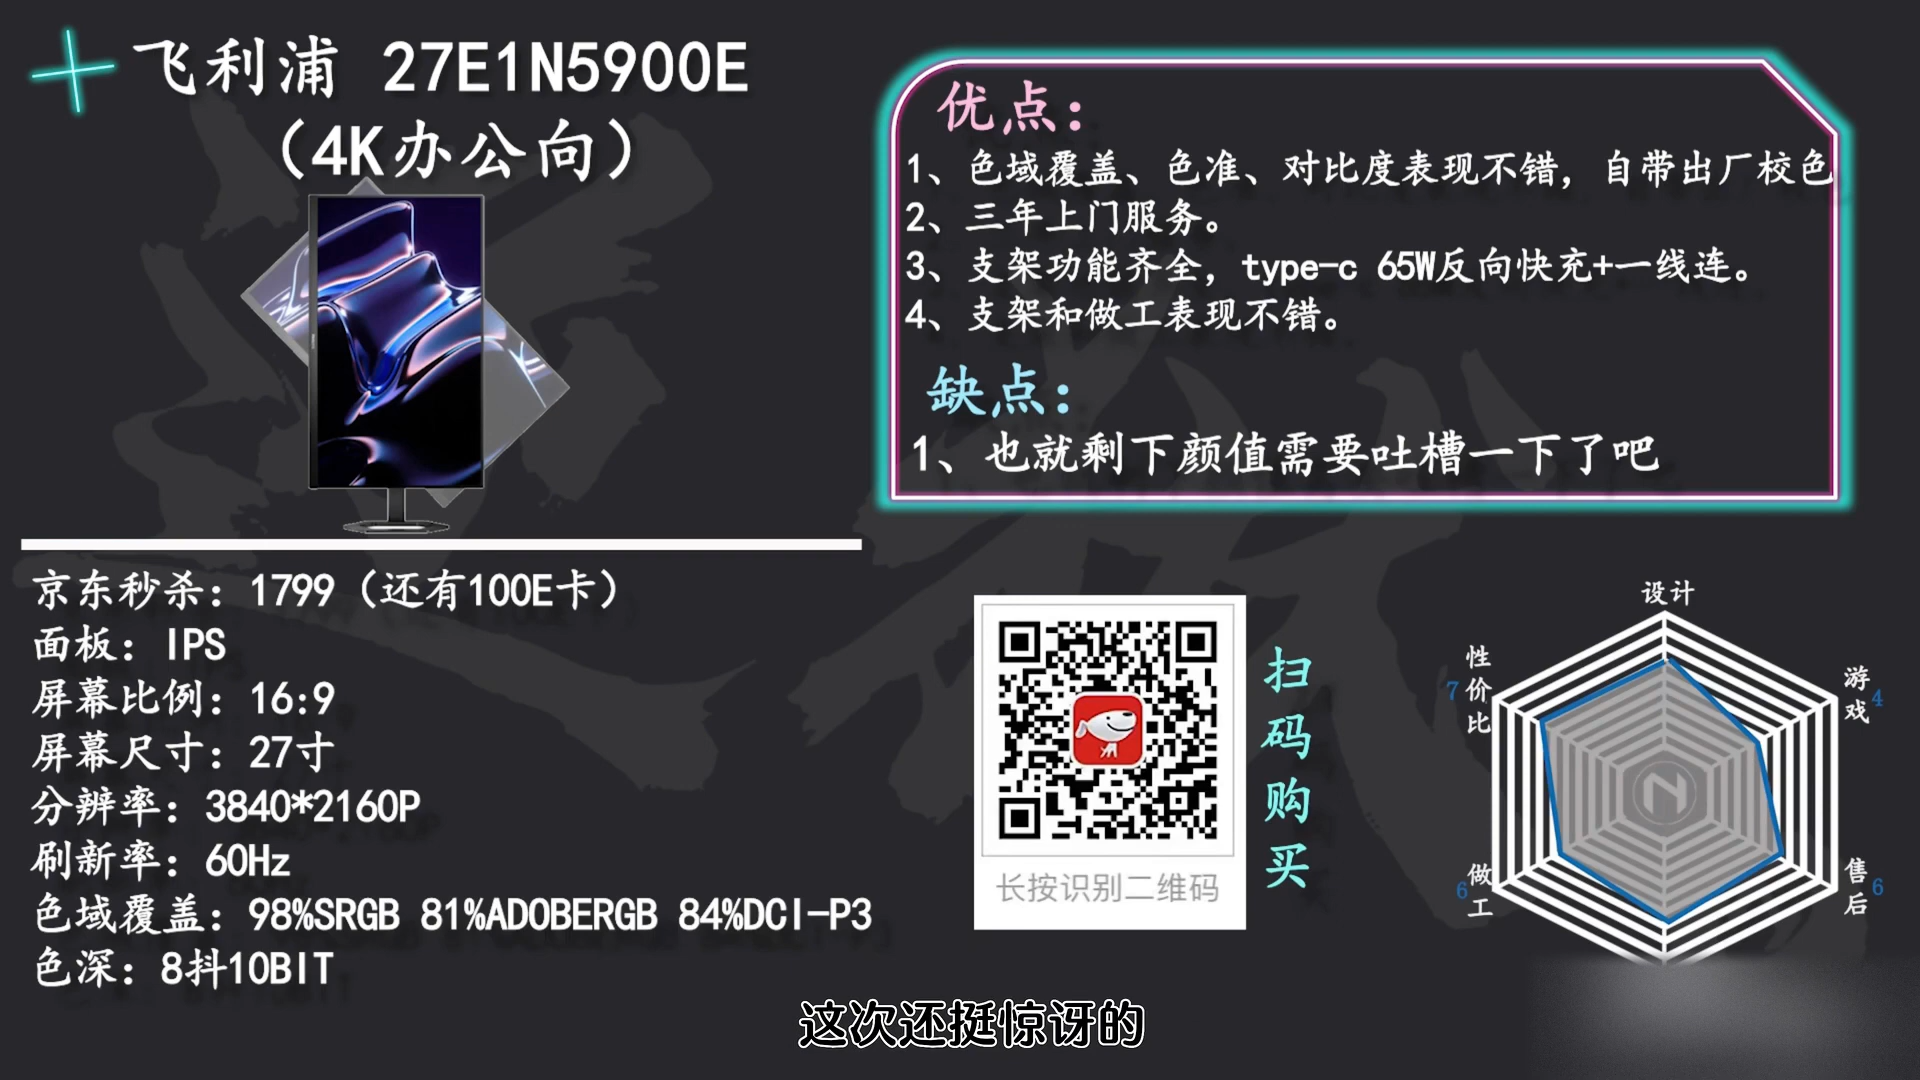 飞利浦 27E1N5900E
（4K办公向）
优点：
1、色域覆盖、色准、对比度表现不错，自带出厂校色
2、三年上门服务。
3、支架功能齐全，type-c 65W反向快充+一线连。
4、支架和做工表现不错。
缺点：
1、也就剩下颜值需要吐槽一下了吧
京东秒杀：1799（还有100E卡）
面板：IPS
屏幕比例：16:9
屏幕尺寸：27寸
分辨率：3840*2160P
刷新率：60Hz
色域覆盖：98%SRGB 81%ADOBERGB 84%DCI-P3
色深：8抖10BIT
长按识别二维码
扫码购买
设计
性价比 7
游戏 4
做工 6
售后 6
这次还挺惊讶的